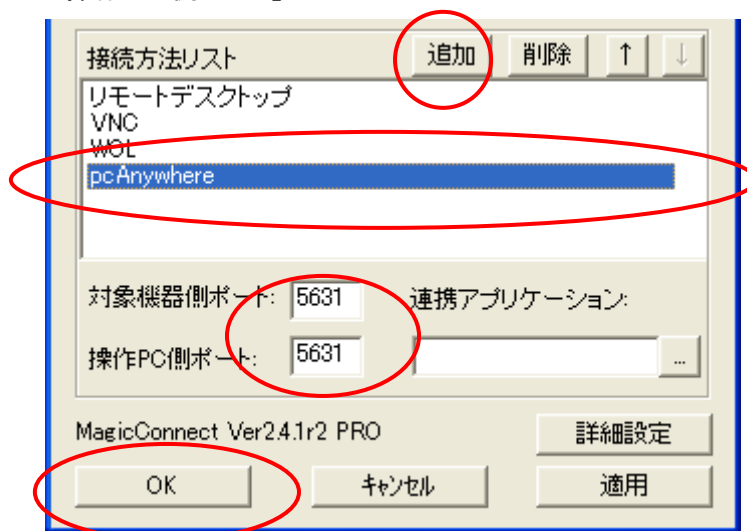 接続方法リスト 追加 削除 ↑ ↓
リモートデスクトップ
VNC
WOL
pcAnywhere
対象機器側ポート: 5631 連携アプリケーション:
操作PC側ポート: 5631 ...
MagicConnect Ver2.4.1r2 PRO 詳細設定
OK キャンセル 適用